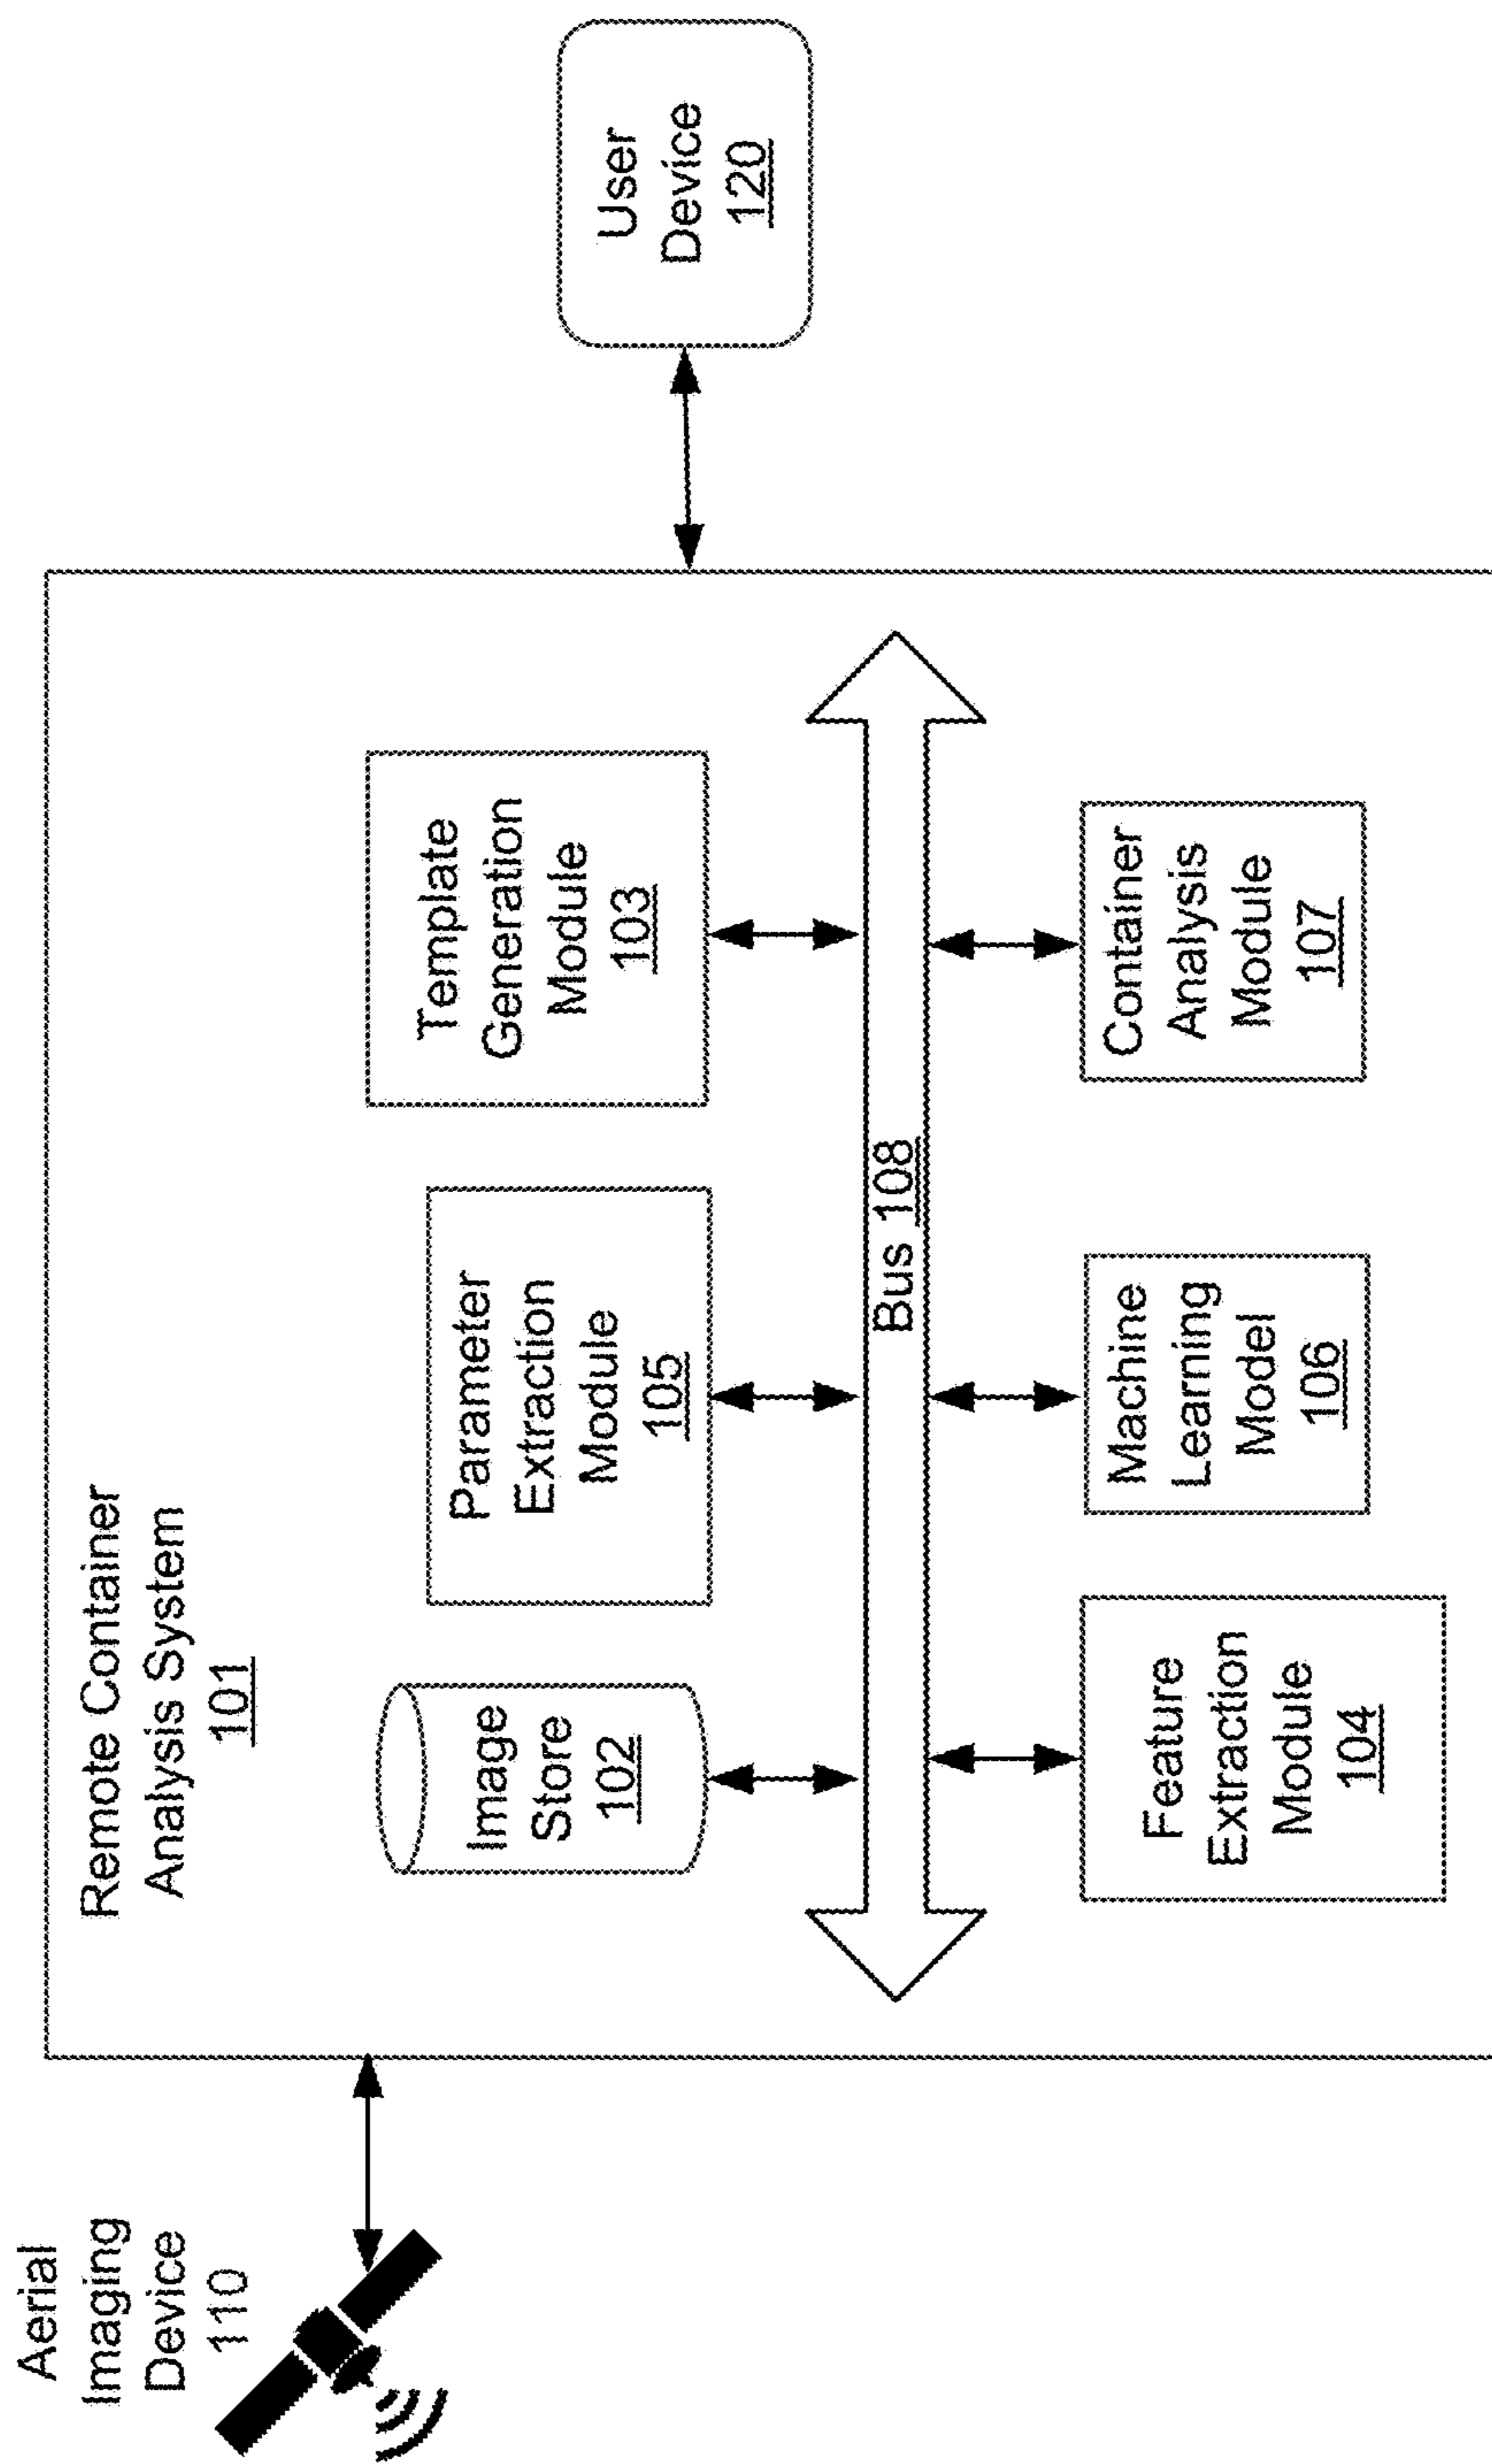 Aerial
Imaging
Device
110
Remote Container
Analysis System
101
Image
Store
102
Parameter
Extraction
Module
105
Template
Generation
Module
103
Bus 108
Feature
Extraction
Module
104
Machine
Learning
Model
106
Container
Analysis
Module
107
User
Device
120